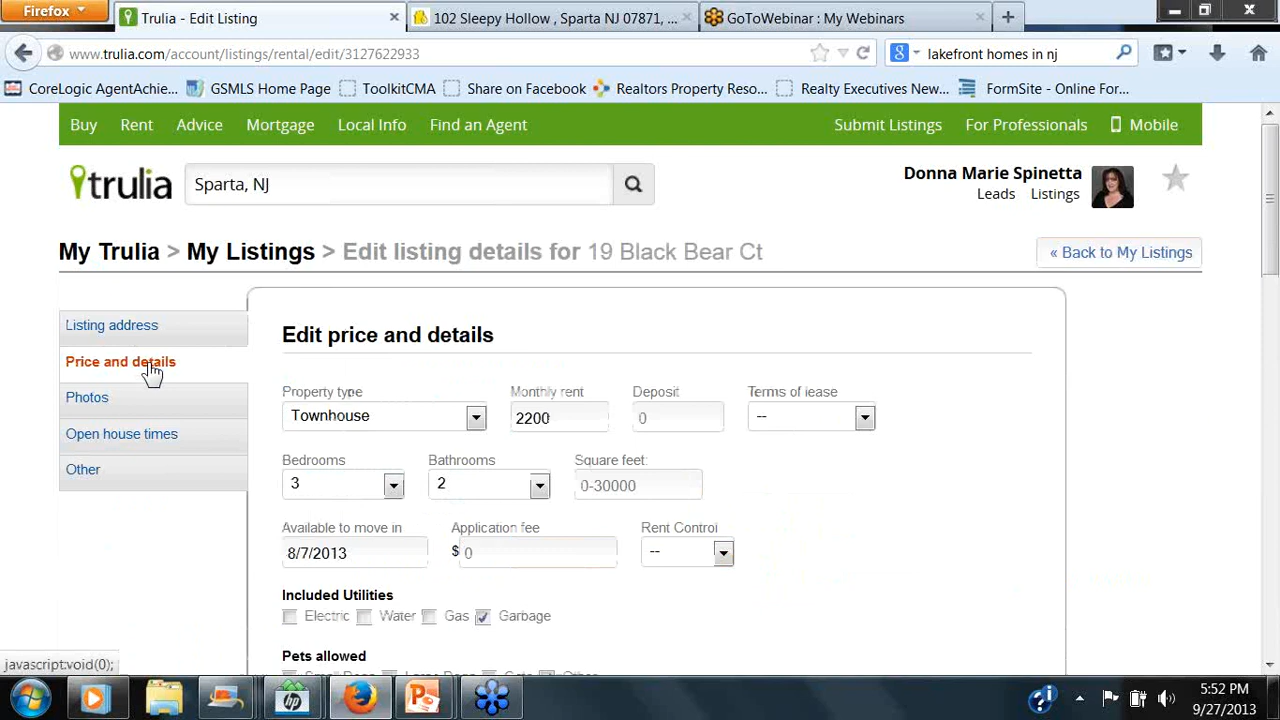 Firefox
Trulia - Edit Listing
102 Sleepy Hollow , Sparta NJ 07871, ...
GoToWebinar : My Webinars
www.trulia.com/account/listings/rental/edit/3127622933
lakefront homes in nj
CoreLogic AgentAchie...
GSMLS Home Page
ToolkitCMA
Share on Facebook
Realtors Property Reso...
Realty Executives New...
FormSite - Online For...
Buy
Rent
Advice
Mortgage
Local Info
Find an Agent
Submit Listings
For Professionals
Mobile
trulia
Sparta, NJ
Donna Marie Spinetta
Leads
Listings
My Trulia > My Listings > Edit listing details for 19 Black Bear Ct
« Back to My Listings
Listing address
Price and details
Photos
Open house times
Other
Edit price and details
Property type
Monthly rent
Deposit
Terms of lease
Townhouse
2200
0
--
Bedrooms
Bathrooms
Square feet:
3
2
0-30000
Available to move in
Application fee
Rent Control
8/7/2013
$ 0
--
Included Utilities
Electric
Water
Gas
Garbage
Pets allowed
javascript:void(0);
5:52 PM
9/27/2013